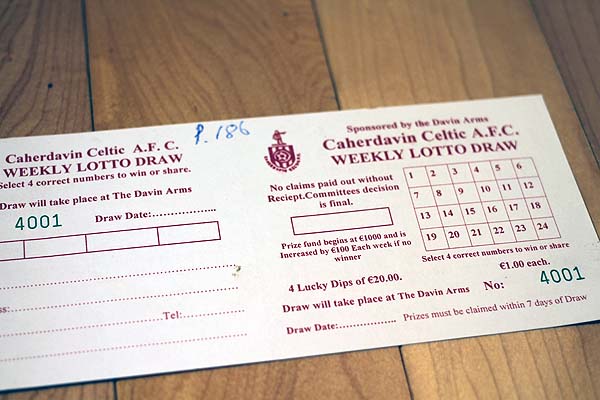 Caherdavin Celtic A.F.C.
WEEKLY LOTTO DRAW
Select 4 correct numbers to win or share.
Draw will take place at The Davin Arms
4001 Draw Date:..................
Tel:
P. 186
Sponsored by the Davin Arms
Caherdavin Celtic A.F.C.
WEEKLY LOTTO DRAW
No claims paid out without
Reciept.Committees decision
is final.
1 2 3 4 5 6
7 8 9 10 11 12
13 14 15 16 17 18
19 20 21 22 23 24
Prize fund begins at €1000 and is
Increased by €100 Each week if no
winner
Select 4 correct numbers to win or share
4 Lucky Dips of €20.00.
€1.00 each.
Draw will take place at The Davin Arms No: 4001
Draw Date:............... Prizes must be claimed within 7 days of Draw